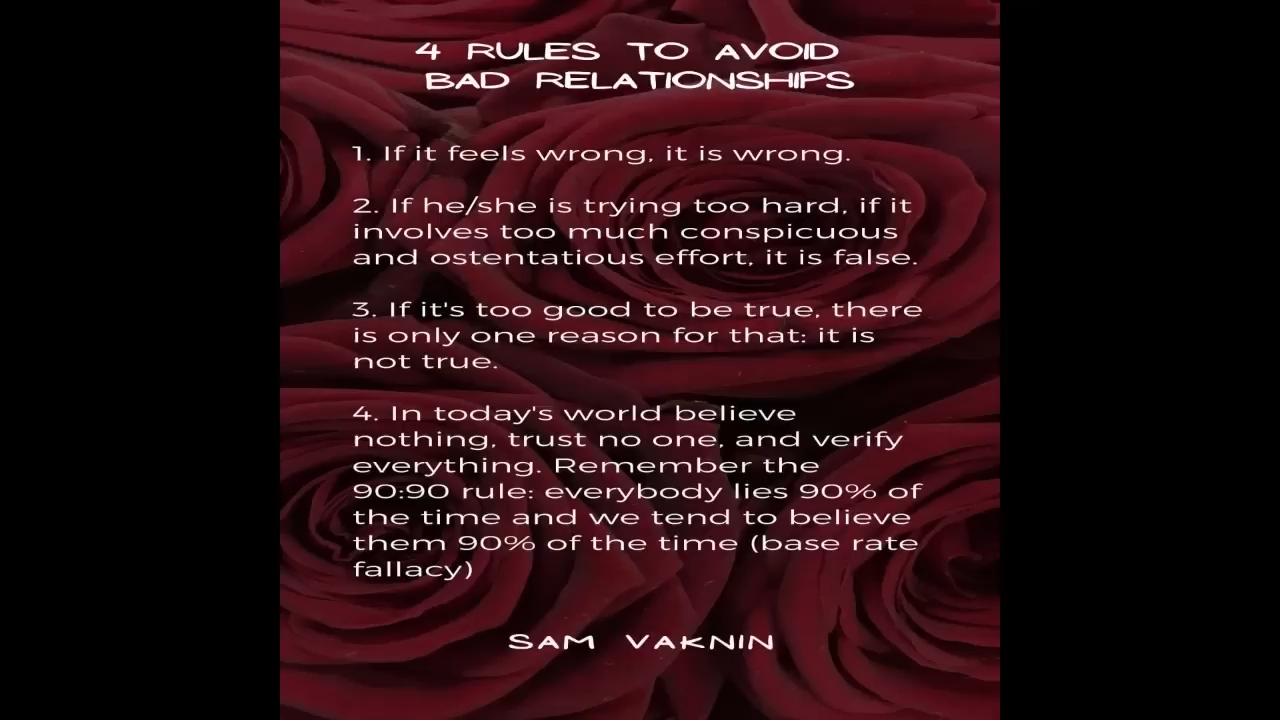 4 RULES TO AVOID
BAD RELATIONSHIPS
1. If it feels wrong, it is wrong.
2. If he/she is trying too hard, if it
involves too much conspicuous
and ostentatious effort, it is false.
3. If it's too good to be true, there
is only one reason for that: it is
not true.
4. In today's world believe
nothing, trust no one, and verify
everything. Remember the
90:90 rule: everybody lies 90% of
the time and we tend to believe
them 90% of the time (base rate
fallacy)
SAM VAKNIN